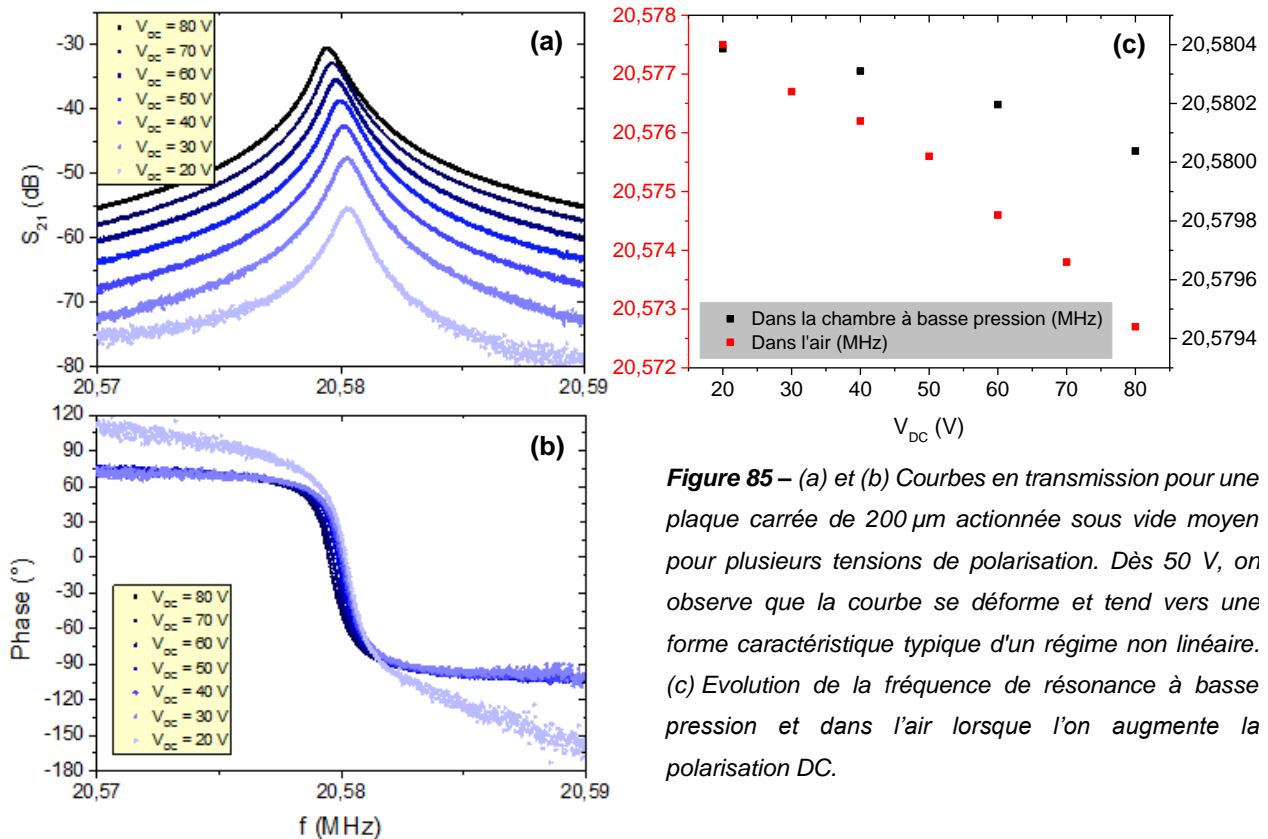 (a)
V_DC = 80 V
V_DC = 70 V
V_DC = 60 V
V_DC = 50 V
V_DC = 40 V
V_DC = 30 V
V_DC = 20 V
S_21 (dB)
-30
-40
-50
-60
-70
-80
20,57
20,58
20,59
(b)
V_DC = 80 V
V_DC = 70 V
V_DC = 60 V
V_DC = 50 V
V_DC = 40 V
V_DC = 30 V
V_DC = 20 V
Phase (°)
120
90
60
30
0
-30
-60
-90
-120
-150
-180
20,57
20,58
20,59
f (MHz)
(c)
20,578
20,577
20,576
20,575
20,574
20,573
20,572
20,5804
20,5802
20,5800
20,5798
20,5796
20,5794
Dans la chambre à basse pression (MHz)
Dans l'air (MHz)
20
30
40
50
60
70
80
V_DC (V)
Figure 85 – (a) et (b) Courbes en transmission pour une
plaque carrée de 200 µm actionnée sous vide moyen
pour plusieurs tensions de polarisation. Dès 50 V, on
observe que la courbe se déforme et tend vers une
forme caractéristique typique d'un régime non linéaire.
(c) Evolution de la fréquence de résonance à basse
pression et dans l'air lorsque l'on augmente la
polarisation DC.